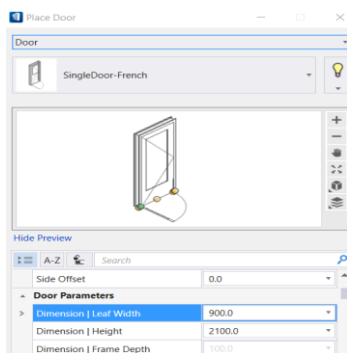 Place Door
Door
SingleDoor-French
Hide Preview
A-Z Search
Side Offset 0.0
Door Parameters
Dimension | Leaf Width 900.0
Dimension | Height 2100.0
Dimension | Frame Depth 100.0